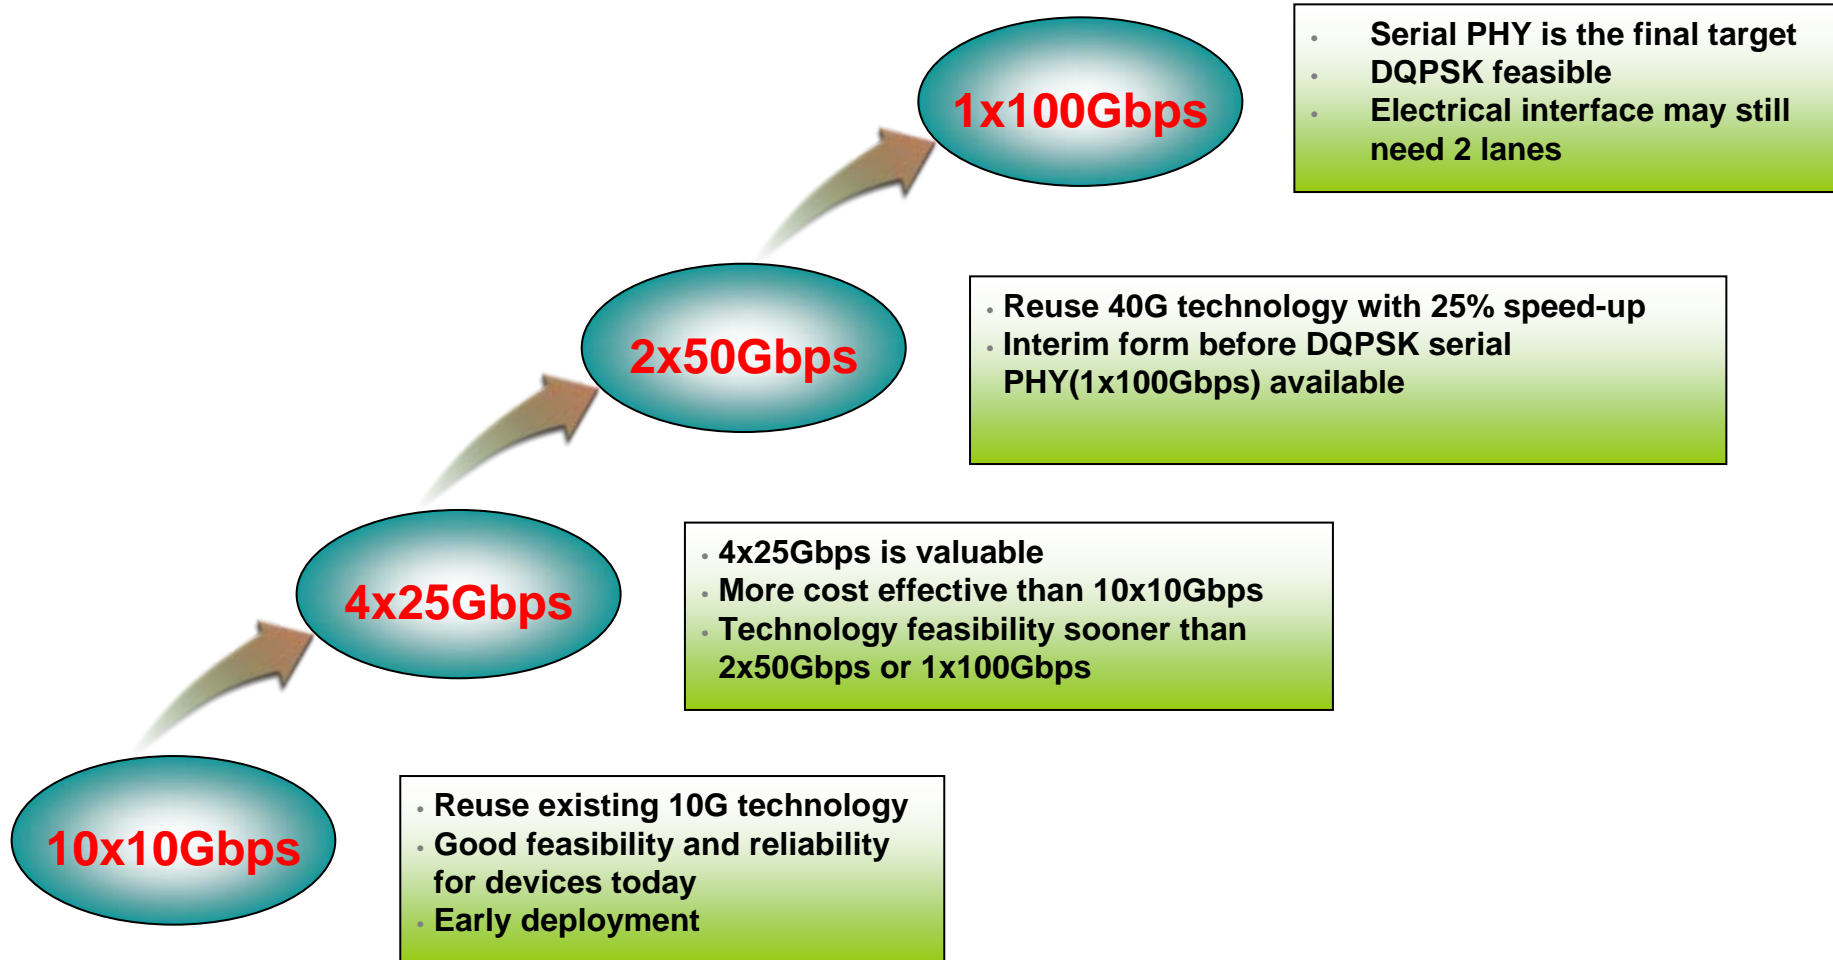 1x100Gbps
• Serial PHY is the final target
• DQPSK feasible
• Electrical interface may still
need 2 lanes
2x50Gbps
• Reuse 40G technology with 25% speed-up
• Interim form before DQPSK serial
PHY(1x100Gbps) available
4x25Gbps
• 4x25Gbps is valuable
• More cost effective than 10x10Gbps
• Technology feasibility sooner than
2x50Gbps or 1x100Gbps
10x10Gbps
• Reuse existing 10G technology
• Good feasibility and reliability
for devices today
• Early deployment